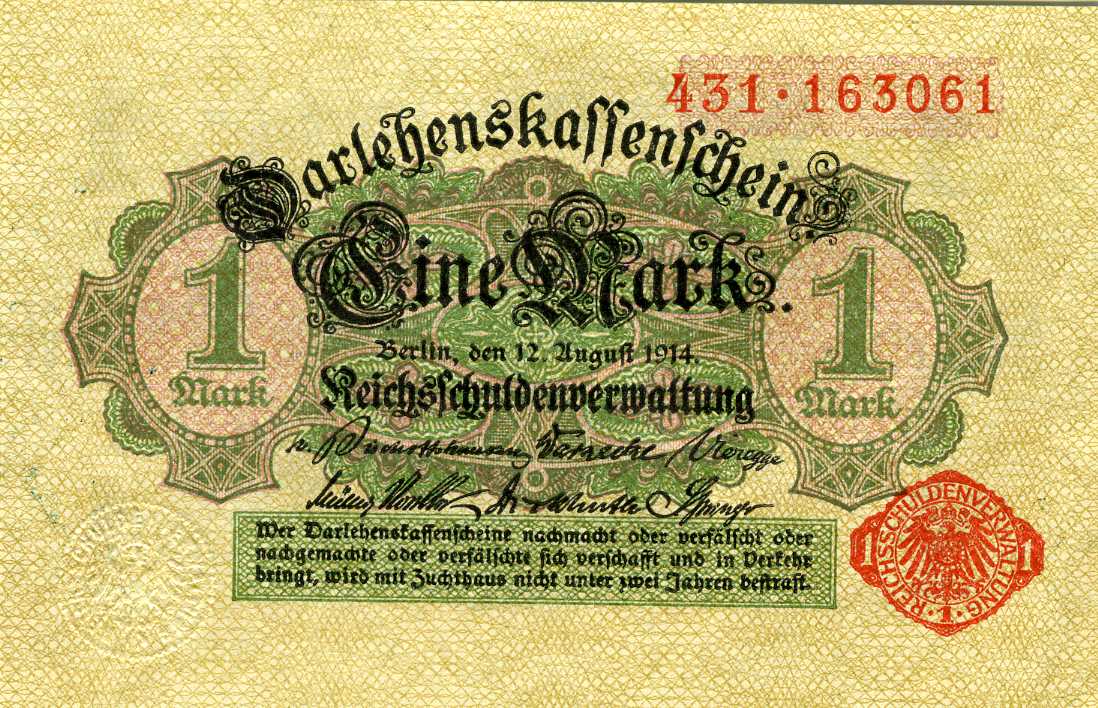 431·163061
Darlehenskassenschein.
Eine Mark.
1
Mark
1
Mark
Berlin, den 12. August 1914.
Reichsschuldenverwaltung
Wer Darlehenskassenscheine nachmacht oder verfälscht oder
nachgemachte oder verfälschte sich verschafft und in Verkehr
bringt, wird mit Zuchthaus nicht unter zwei Jahren bestraft.
REICHSSCHULDENVERWALTUNG
1
1
·1·